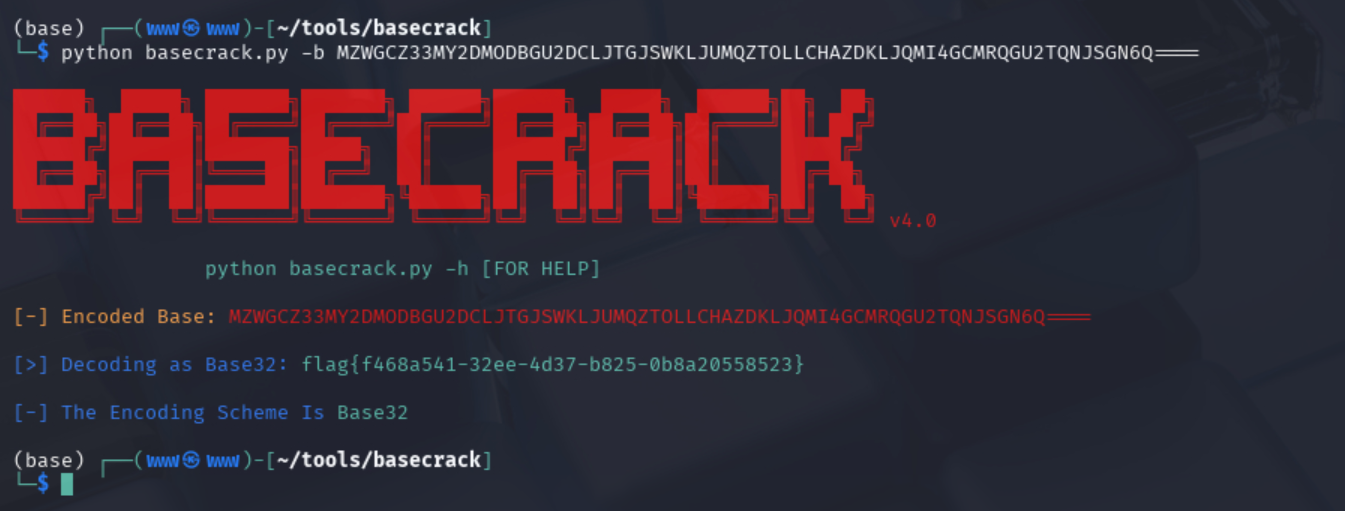 (base) ┌──(www㉿www)-[~/tools/basecrack]
└─$ python basecrack.py -b MZWGCZ33MY2DMODBGU2DCLJTGJSWKLJUMQZTOLLCHAZDKLJQMI4GCMRQGU2TQNJSGN6Q====
BASECRACK v4.0
python basecrack.py -h [FOR HELP]
[-] Encoded Base: MZWGCZ33MY2DMODBGU2DCLJTGJSWKLJUMQZTOLLCHAZDKLJQMI4GCMRQGU2TQNJSGN6Q====
[>] Decoding as Base32: flag{f468a541-32ee-4d37-b825-0b8a20558523}
[-] The Encoding Scheme Is Base32
(base) ┌──(www㉿www)-[~/tools/basecrack]
└─$